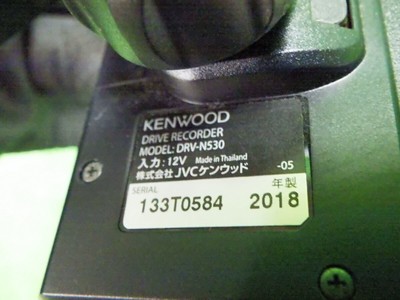 KENWOOD
DRIVE RECORDER
MODEL: DRV-N530
入力: 12V Made in Thailand
株式会社 JVCケンウッド -05
SERIAL 年製
133T0584 2018